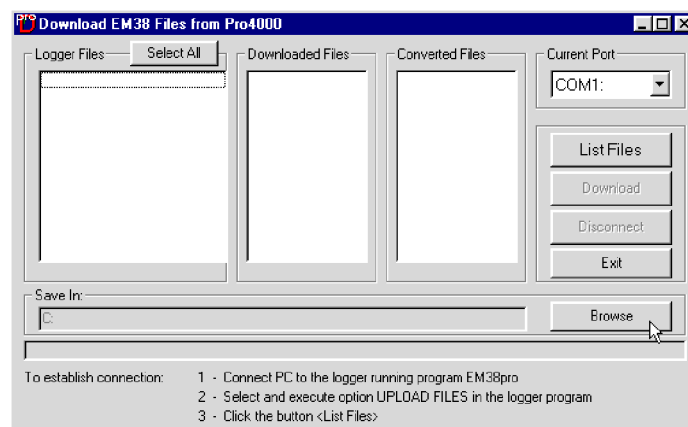 Pro Download EM38 Files from Pro4000
Logger Files Select All Downloaded Files Converted Files Current Port
COM1:
List Files
Download
Disconnect
Exit
Save In:
C: Browse
To establish connection: 1 - Connect PC to the logger running program EM38pro
2 - Select and execute option UPLOAD FILES in the logger program
3 - Click the button <List Files>